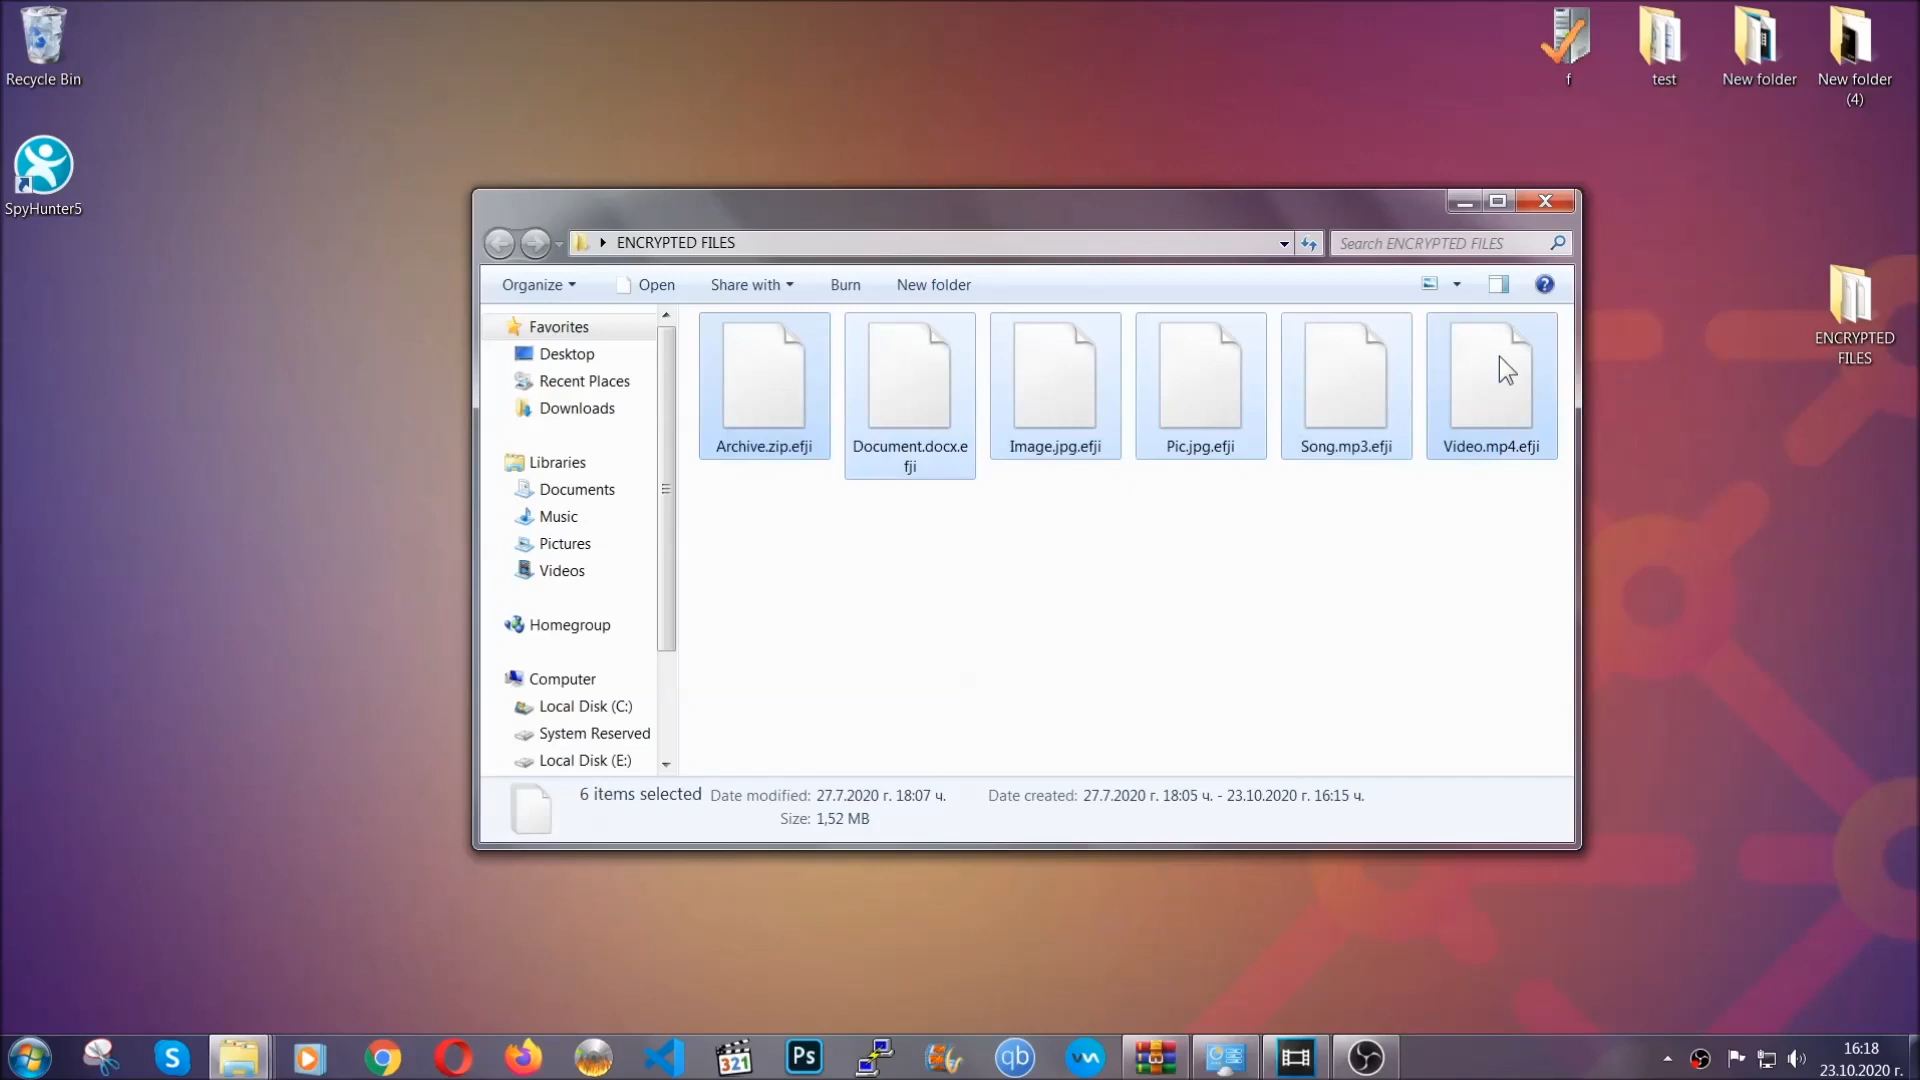 Recycle Bin
SpyHunter5
f
test
New folder
New folder
(4)
ENCRYPTED
FILES
ENCRYPTED FILES
Search ENCRYPTED FILES
Organize
Open
Share with
Burn
New folder
Favorites
Desktop
Recent Places
Downloads
Libraries
Documents
Music
Pictures
Videos
Homegroup
Computer
Local Disk (C:)
System Reserved
Local Disk (E:)
Archive.zip.efji
Document.docx.e
fji
Image.jpg.efji
Pic.jpg.efji
Song.mp3.efji
Video.mp4.efji
6 items selected
Date modified: 27.7.2020 г. 18:07 ч.
Date created: 27.7.2020 г. 18:05 ч. - 23.10.2020 г. 16:15 ч.
Size: 1,52 MB
S
321
Ps
qb
16:18
23.10.2020 г.